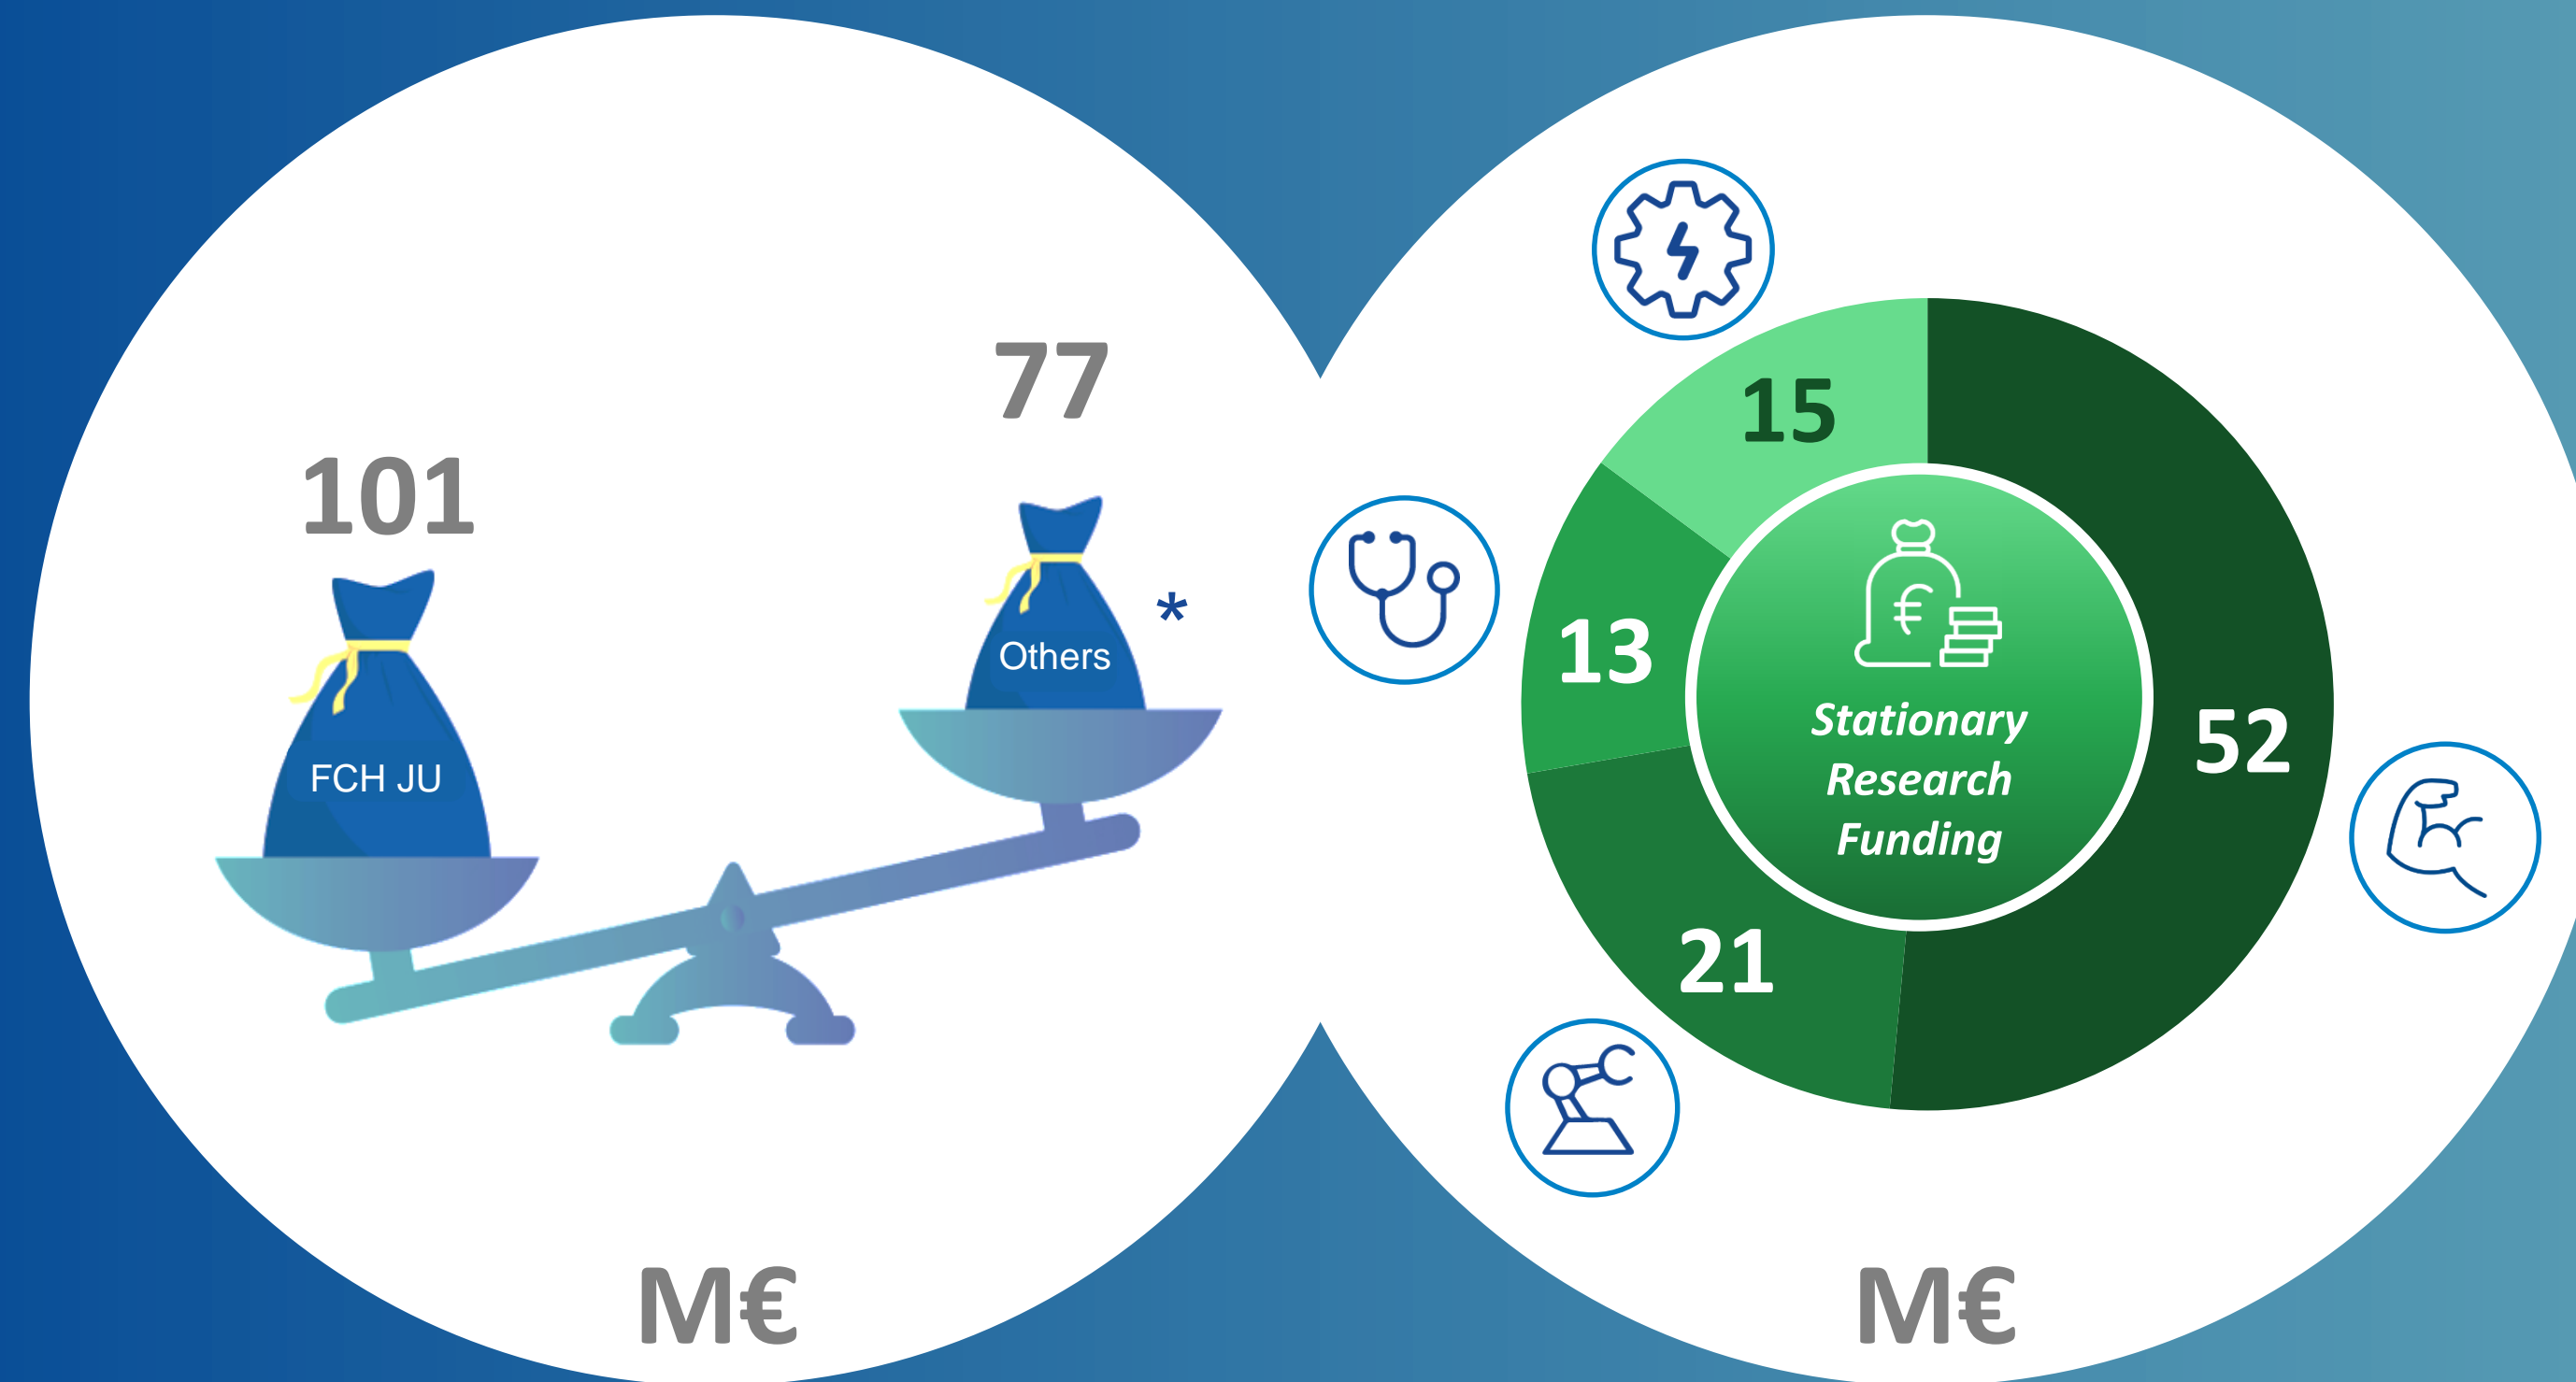 101
77
FCH JU
Others
*
M€
15
13
52
21
€
Stationary
Research
Funding
M€